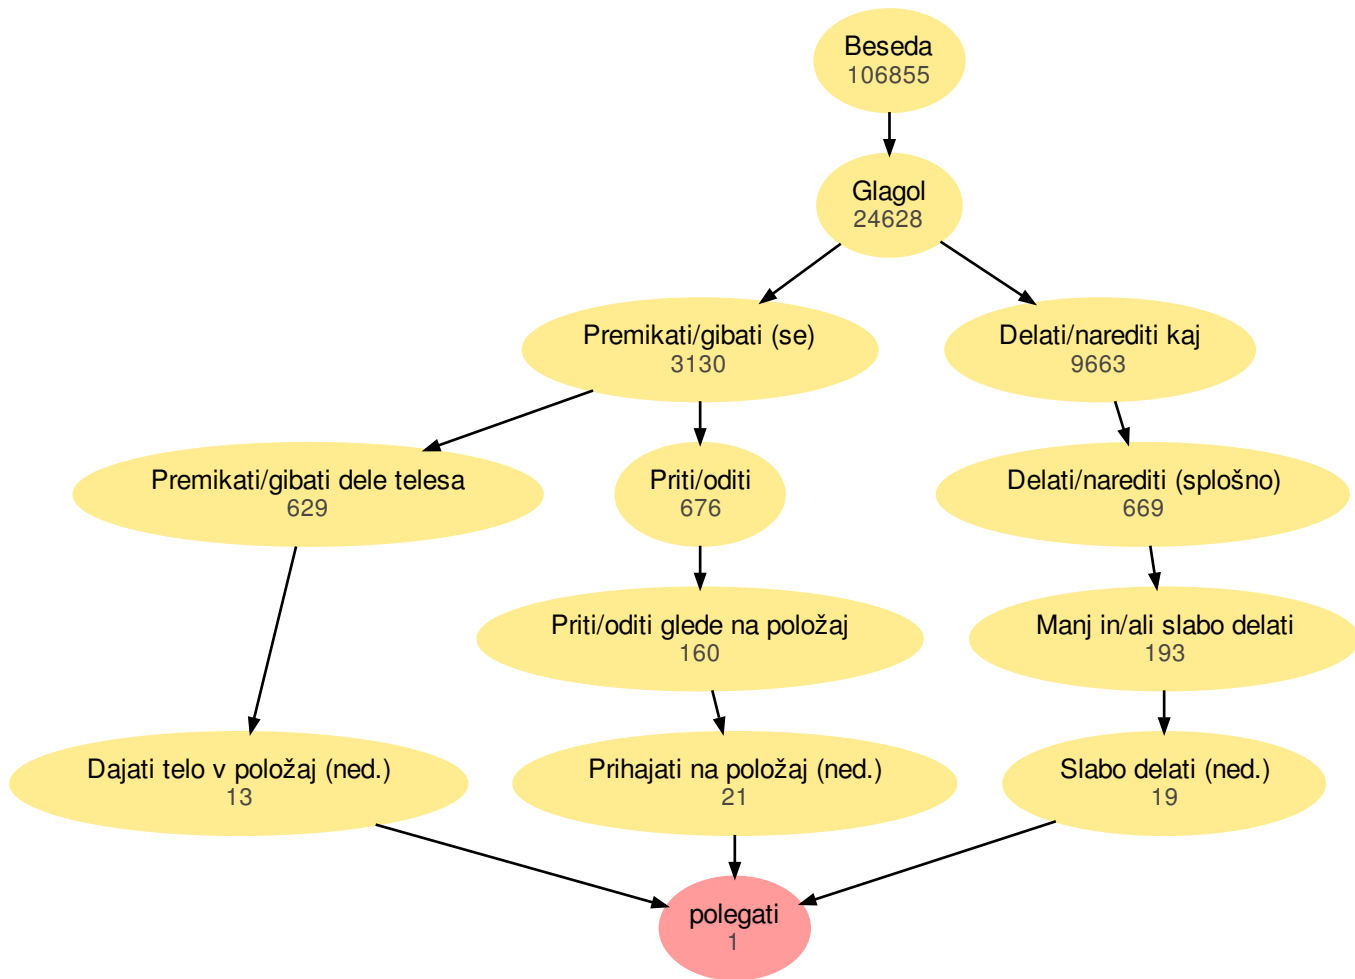 Beseda
106855
Glagol
24628
Premikati/gibati (se)
3130
Delati/narediti kaj
9663
Premikati/gibati dele telesa
629
Priti/oditi
676
Delati/narediti (splošno)
669
Priti/oditi glede na položaj
160
Manj in/ali slabo delati
193
Dajati telo v položaj (ned.)
13
Prihajati na položaj (ned.)
21
Slabo delati (ned.)
19
polegati
1